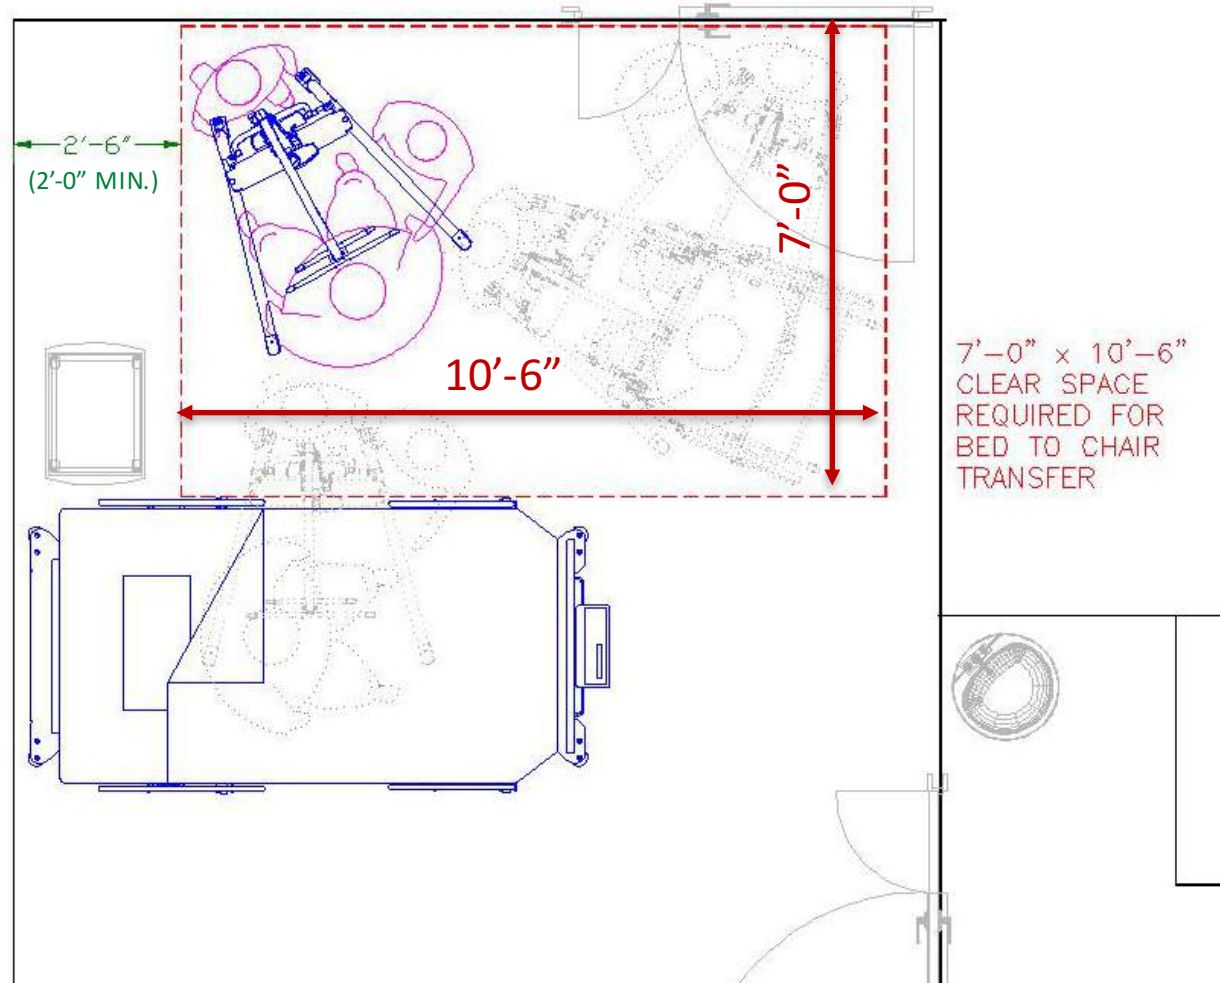 2’-6”
(2’-0” MIN.)
7’-0”
10’-6”
7’-0” x 10’-6”
CLEAR SPACE
REQUIRED FOR
BED TO CHAIR
TRANSFER